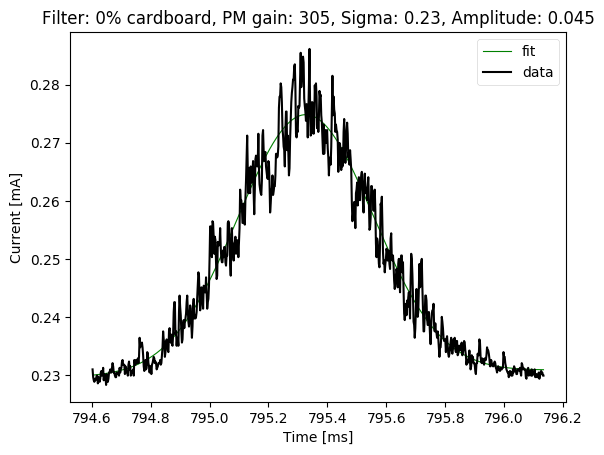 Filter: 0% cardboard, PM gain: 305, Sigma: 0.23, Amplitude: 0.045
fit
data
0.28
0.27
0.26
0.25
0.24
0.23
Current [mA]
794.6 794.8 795.0 795.2 795.4 795.6 795.8 796.0 796.2
Time [ms]